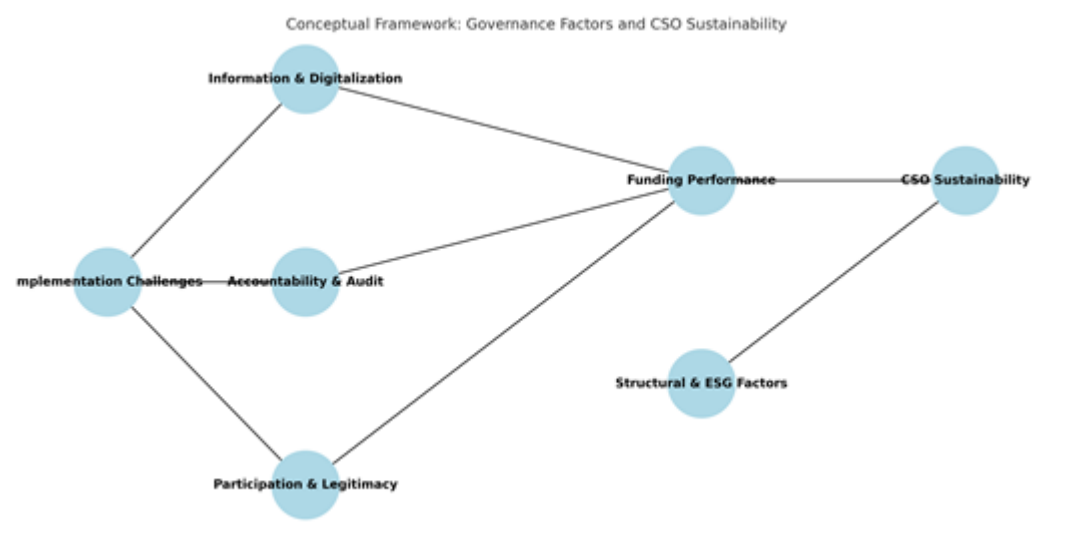 Conceptual Framework: Governance Factors and CSO Sustainability
Information & Digitalization
Funding Performance
CSO Sustainability
mplementation Challenges
Accountability & Audit
Structural & ESG Factors
Participation & Legitimacy